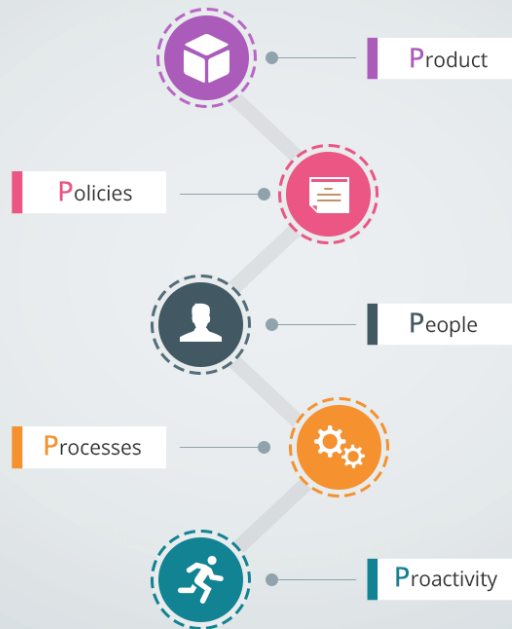 Product
Policies
People
Processes
Proactivity